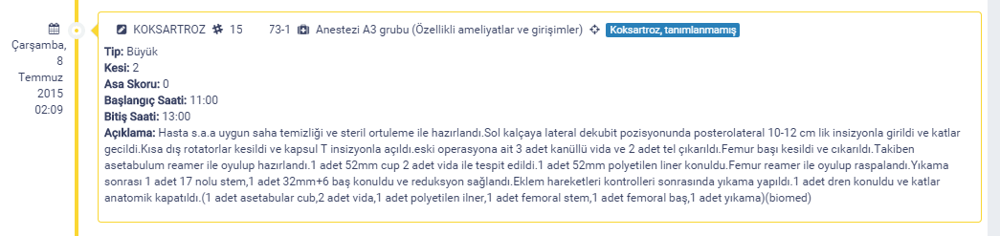 KOKSARTROZ 15 73-1 Anestezi A3 grubu (Özellikli ameliyatlar ve girişimler) Koksartroz, tanımlanmamış
Çarşamba,
8
Temmuz
2015
02:09
Tip: Büyük
Kesi: 2
Asa Skoru: 0
Başlangıç Saati: 11:00
Bitiş Saati: 13:00
Açıklama: Hasta s.a.a uygun saha temizliği ve steril ortuleme ile hazırlandı.Sol kalçaya lateral dekubit pozisyonunda posterolateral 10-12 cm lik insizyonla girildi ve katlar
gecildi.Kısa dış rotatorlar kesildi ve kapsul T insizyonla açıldı.eski operasyona ait 3 adet kanüllü vida ve 2 adet tel çıkarıldı.Femur başı kesildi ve cıkarıldı.Takiben
asetabulum reamer ile oyulup hazırlandı.1 adet 52mm cup 2 adet vida ile tespit edildi.1 adet 52mm polyetilen liner konuldu.Femur reamer ile oyulup raspalandı.Yıkama
sonrası 1 adet 17 nolu stem,1 adet 32mm+6 baş konuldu ve reduksyon sağlandı.Eklem hareketleri kontrolleri sonrasında yıkama yapıldı.1 adet dren konuldu ve katlar
anatomik kapatıldı.(1 adet asetabular cub,2 adet vida,1 adet polyetilen ilner,1 adet femoral stem,1 adet femoral baş,1 adet yıkama)(biomed)